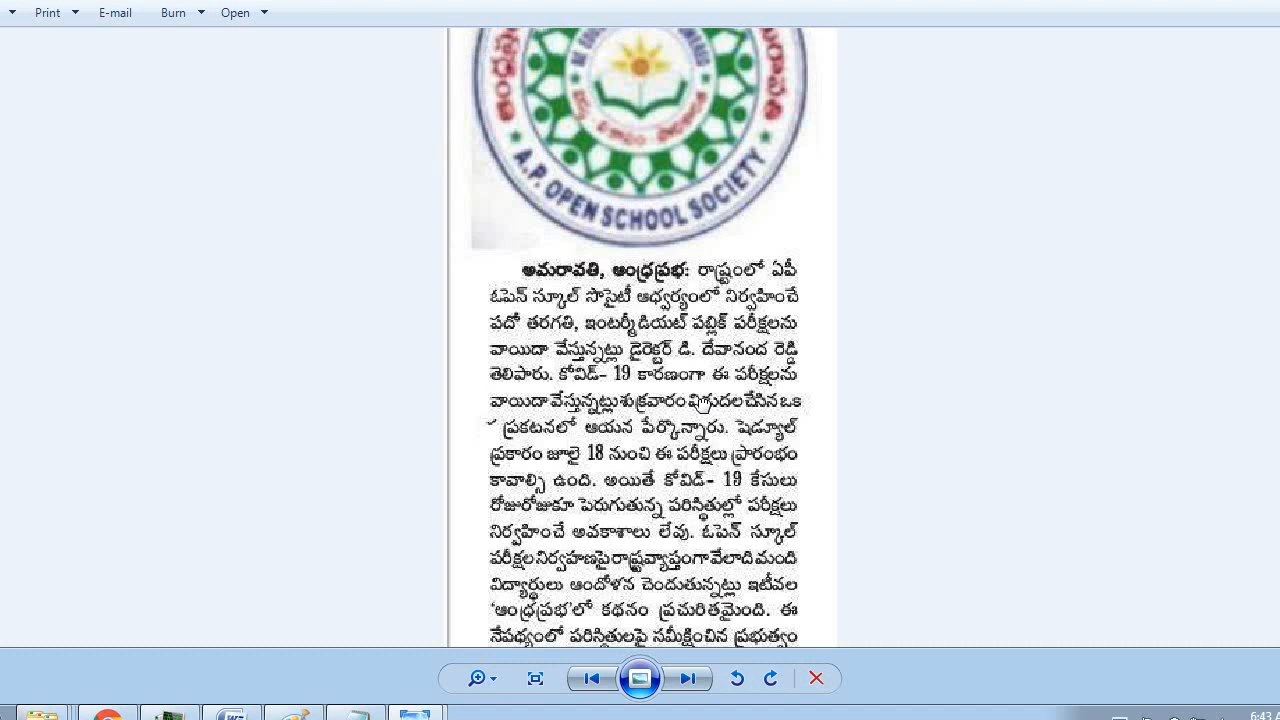 Print
E-mail
Burn
Open
A.P. OPEN SCHOOL SOCIETY
అమరావతి, ఆంధ్రప్రభ: రాష్ట్రంలో ఏపీ
ఓపెన్ స్కూల్ సొసైటీ ఆధ్వర్యంలో నిర్వహించే
పదో తరగతి, ఇంటర్మీడియట్ పబ్లిక్ పరీక్షలను
వాయిదా వేస్తున్నట్లు డైరెక్టర్ డి. దేవానంద రెడ్డి
తెలిపారు. కోవిడ్- 19 కారణంగా ఈ పరీక్షలను
వాయిదావేస్తున్నట్లుశుక్రవారం ఒక
ప్రకటనలో ఆయన పేర్కొన్నారు. షెడ్యూల్
ప్రకారం జూలై 18 నుంచి ఈ పరీక్షలు ప్రారంభం
కావాల్సి ఉంది. అయితే కోవిడ్- 19 కేసులు
రోజురోజుకూ పెరుగుతున్న పరిస్థితుల్లో పరీక్షలు
నిర్వహించే అవకాశాలు లేవు. ఓపెన్ స్కూల్
పరీక్షలనిర్వహణపైరాష్ట్రవ్యాప్తంగావేలాదిమంది
విద్యార్థులు ఆందోళన చెందుతున్నట్లు ఇటీవల
'ఆంధ్రప్రభ'లో కథనం ప్రచురితమైంది. ఈ
నేపథ్యంలో పరిస్థితులపై సమీక్షించిన ప్రభుత్వం